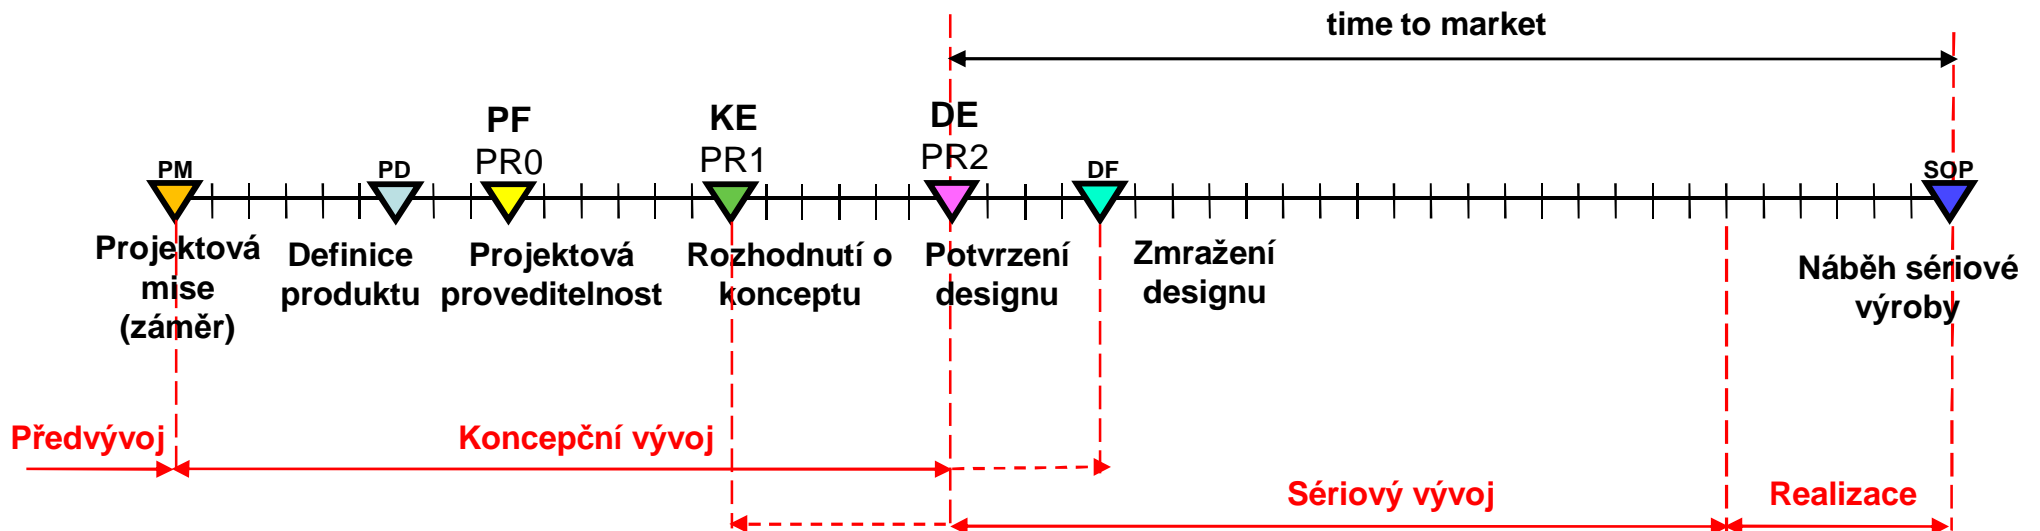 time to market
PF
PR0
KE
PR1
DE
PR2
PM
PD
DF
SOP
Projektová
mise
(záměr)
Definice
produktu
Projektová
proveditelnost
Rozhodnutí o
konceptu
Potvrzení
designu
Zmražení
designu
Náběh sériové
výroby
Předvývoj
Koncepční vývoj
Sériový vývoj
Realizace